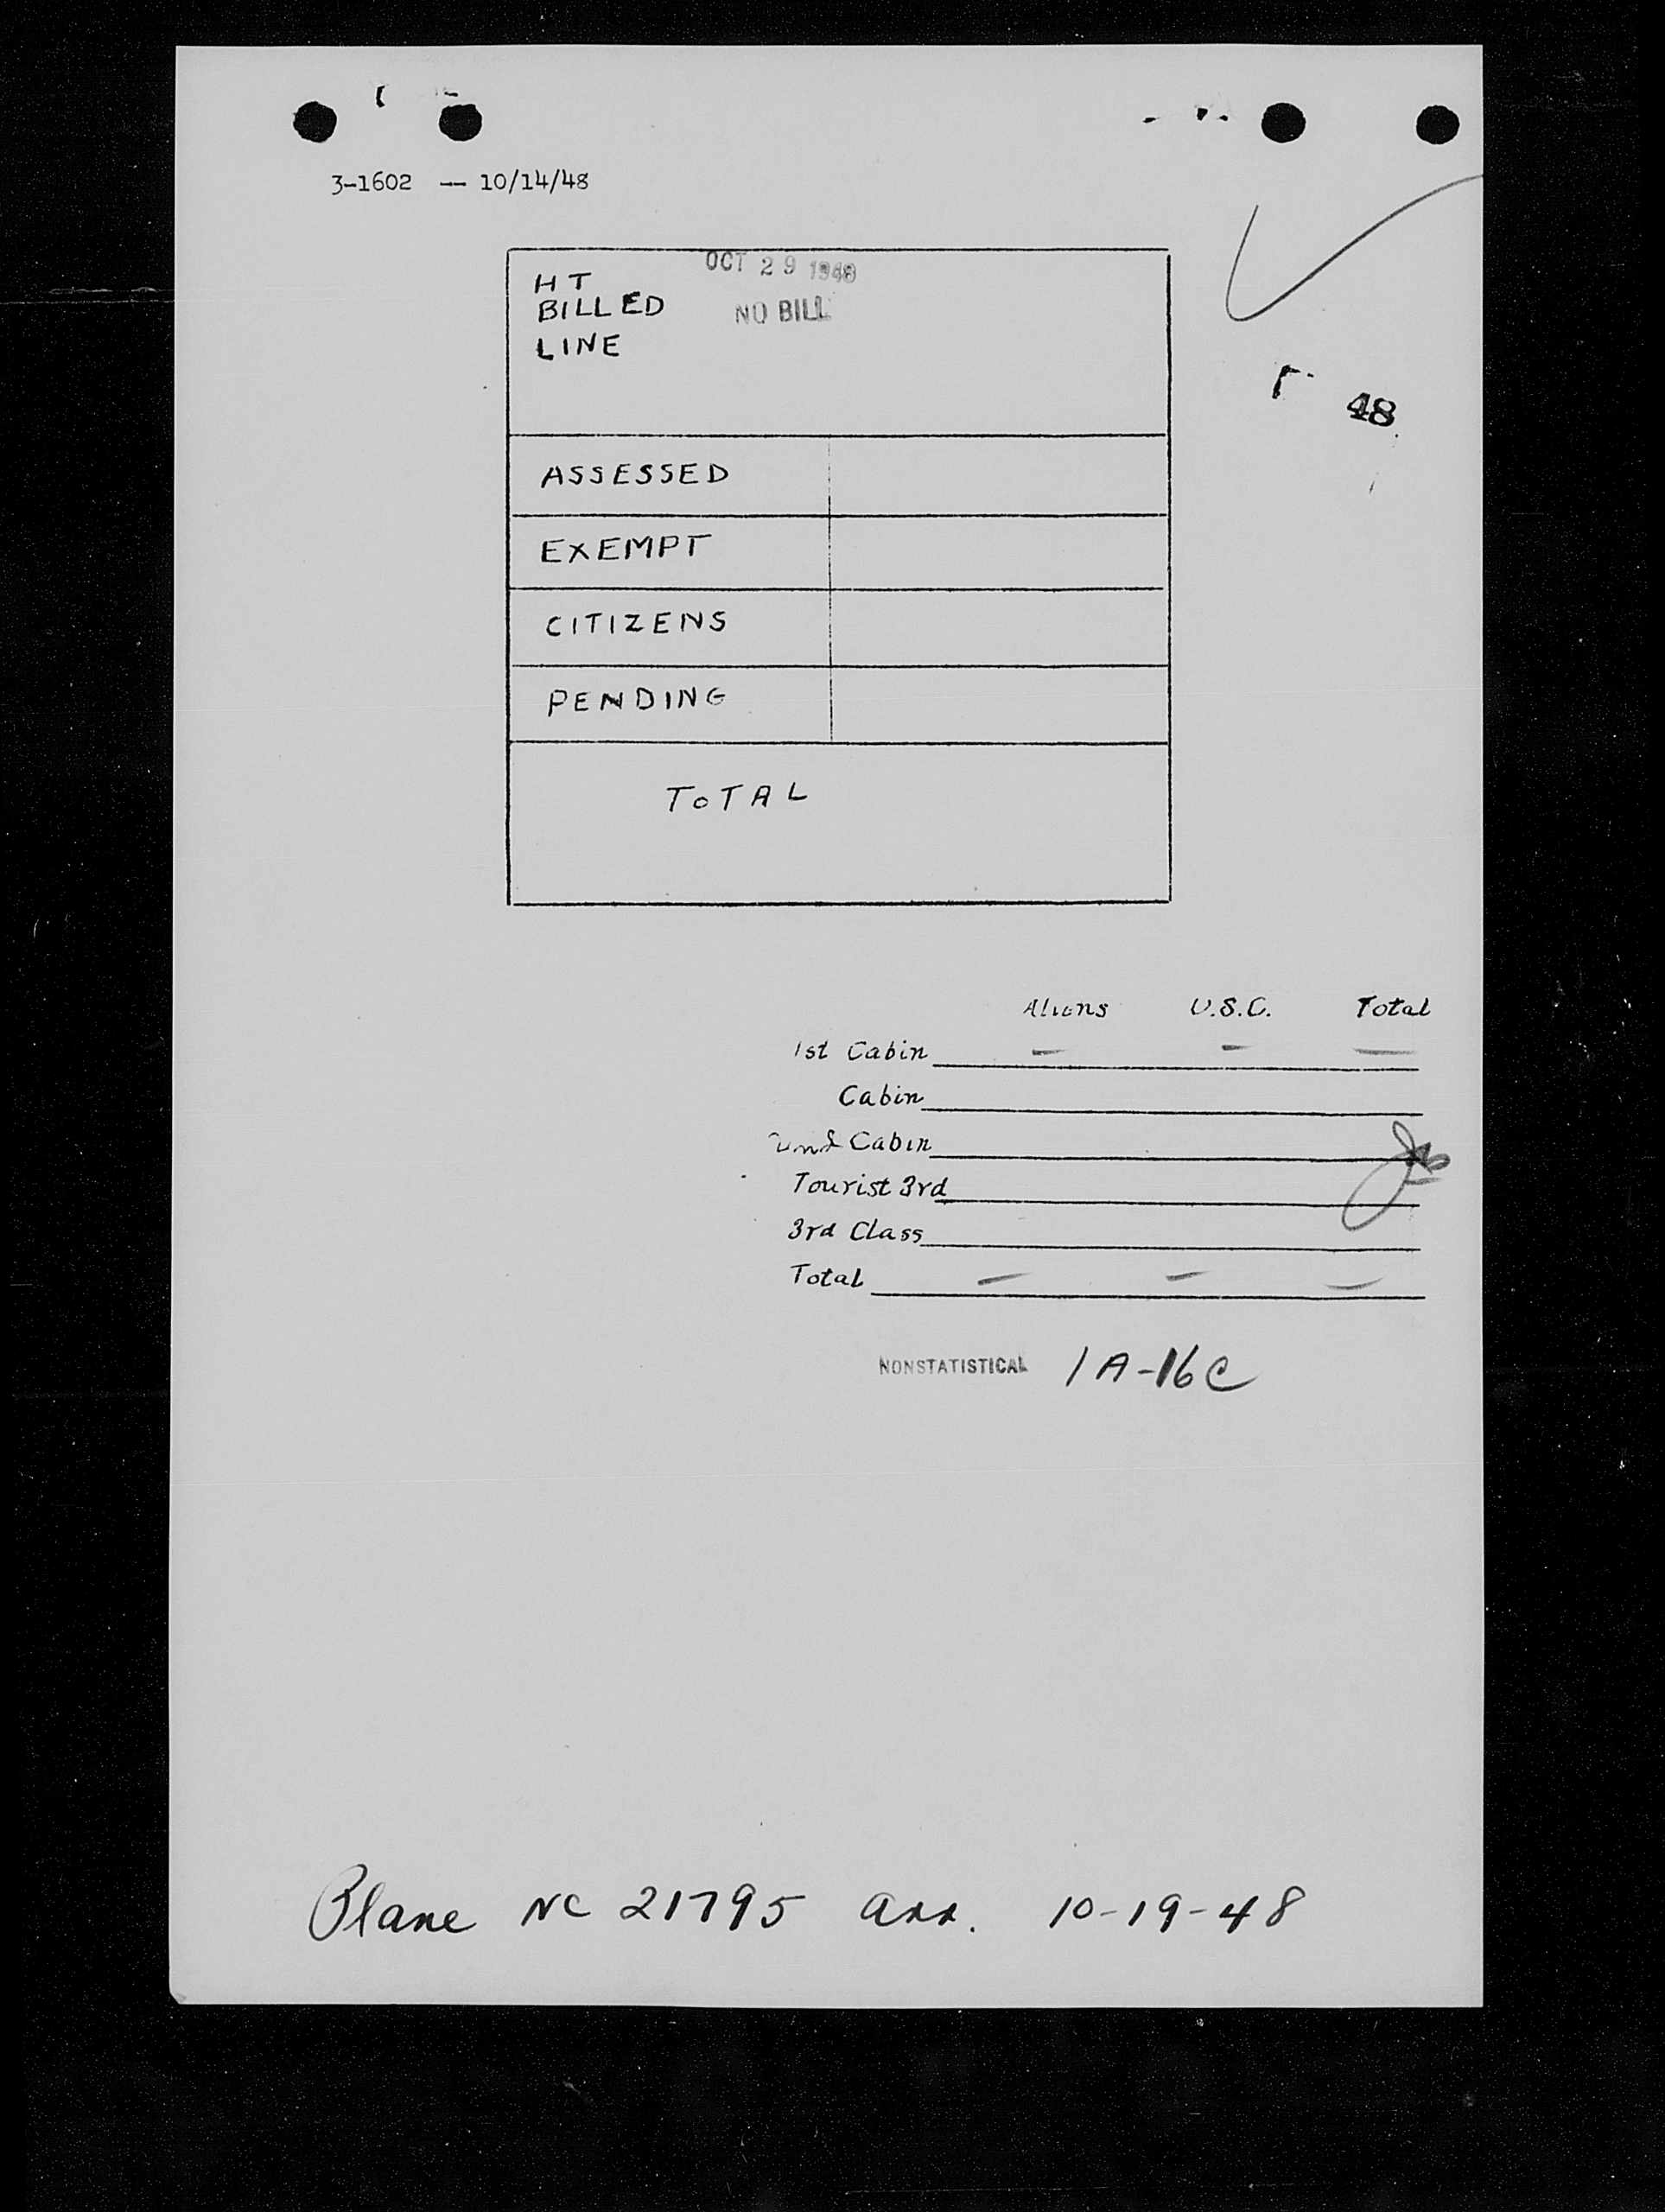 3-1602 -- 10/14/48
OCT 29 1948
HT
BILLED
NO BILL
LINE
48
ASSESSED
EXEMPT
CITIZENS
PENDING
ToTAL
Aliens U.S.C. Total
1st Cabin - - -
Cabin
2nd Cabin
Tourist 3rd
3rd Class
Total - - -
NONSTATISTICAL 1A-16C
Plane NC 21795 arr. 10-19-48